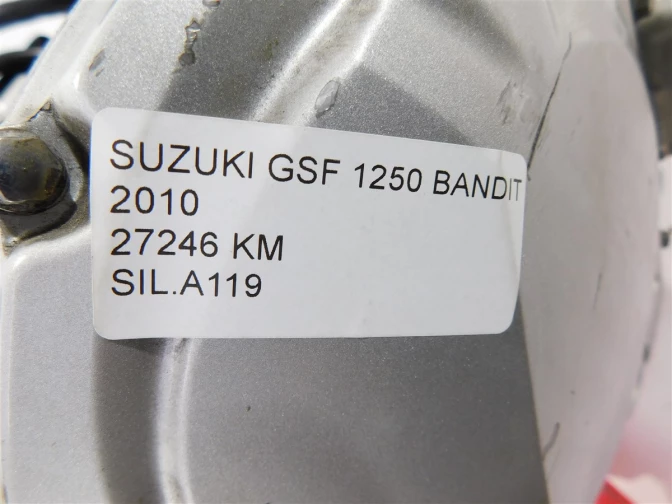 SUZUKI GSF 1250 BANDIT
2010
27246 KM
SIL.A119